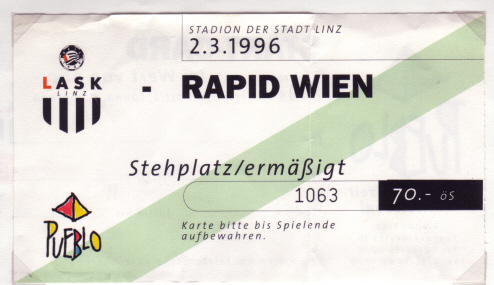 STADION DER STADT LINZ
2.3.1996
LASK
LINZ
- RAPID WIEN
Stehplatz/ermäßigt
1063 70.- öS
PUEBLO
Karte bitte bis Spielende
aufbewahren.